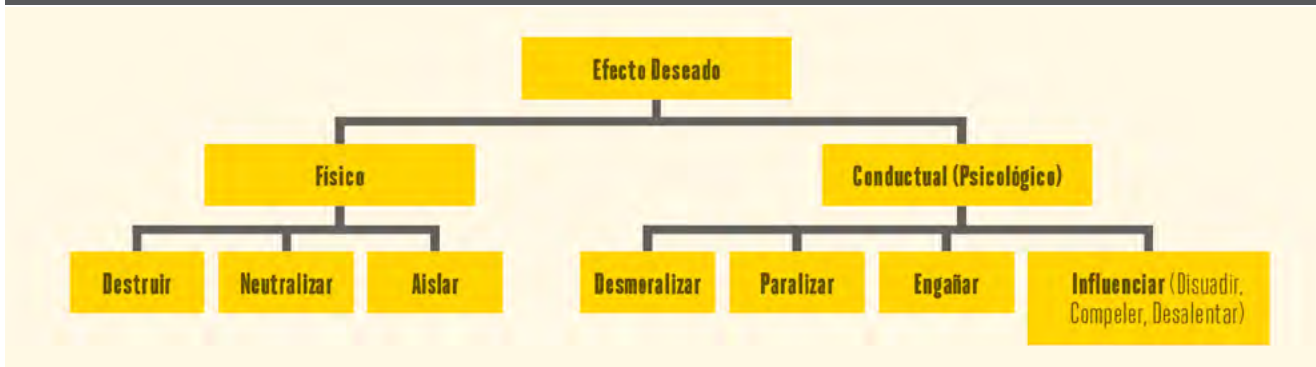 Efecto Deseado
Físico
Conductual (Psicológico)
Destruir
Neutralizar
Aislar
Desmoralizar
Paralizar
Engañar
Influenciar (Disuadir,
Compeler, Desalentar)